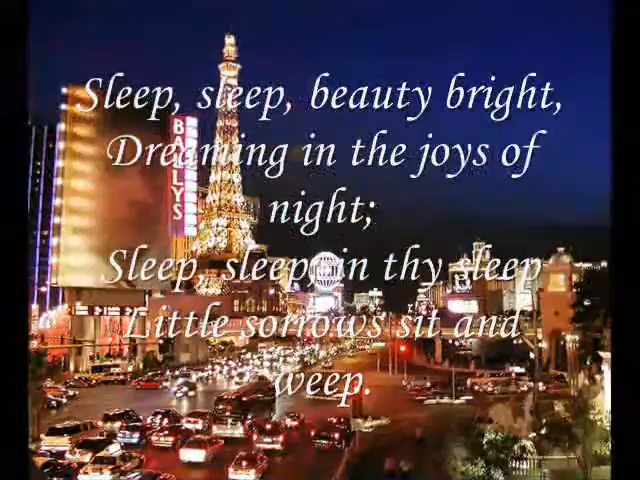 Sleep, sleep, beauty bright,
Dreaming in the joys of
night;
Sleep, sleep, in thy sleep
Little sorrows sit and
weep.
BALLYS